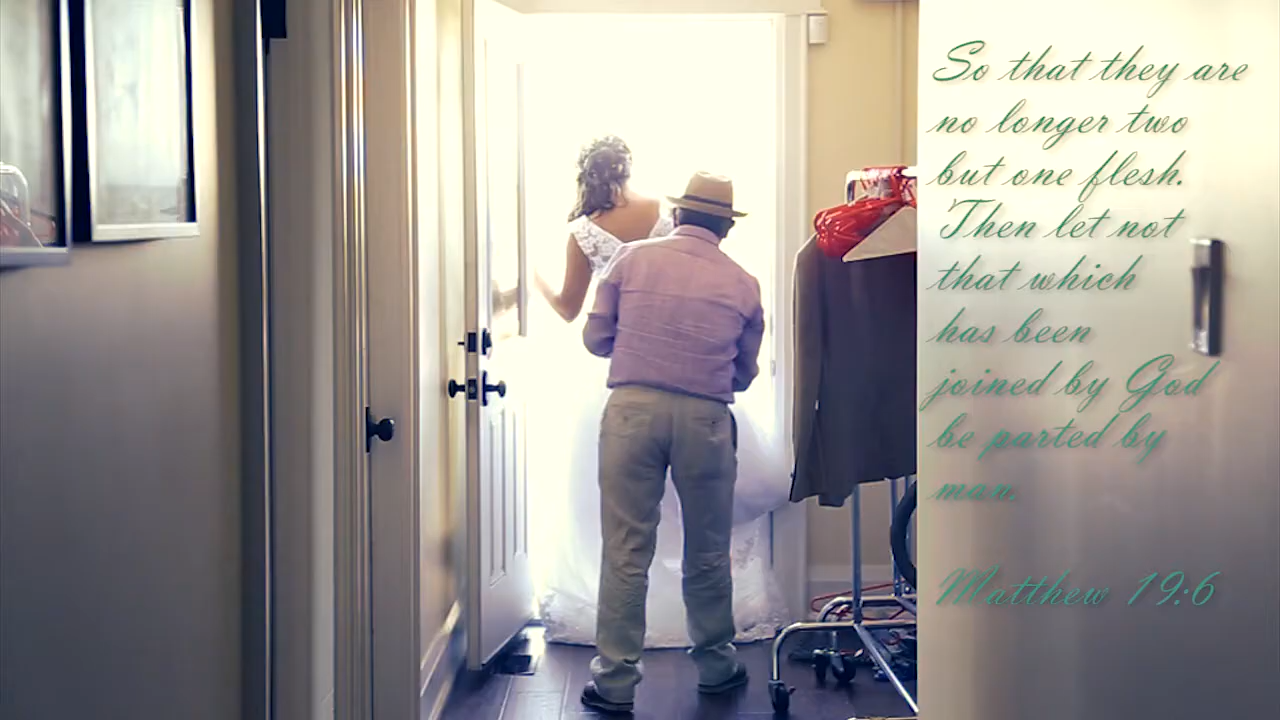 So that they are
no longer two
but one flesh.
Then let not
that which
has been
joined by God
be parted by
man.
Matthew 19:6